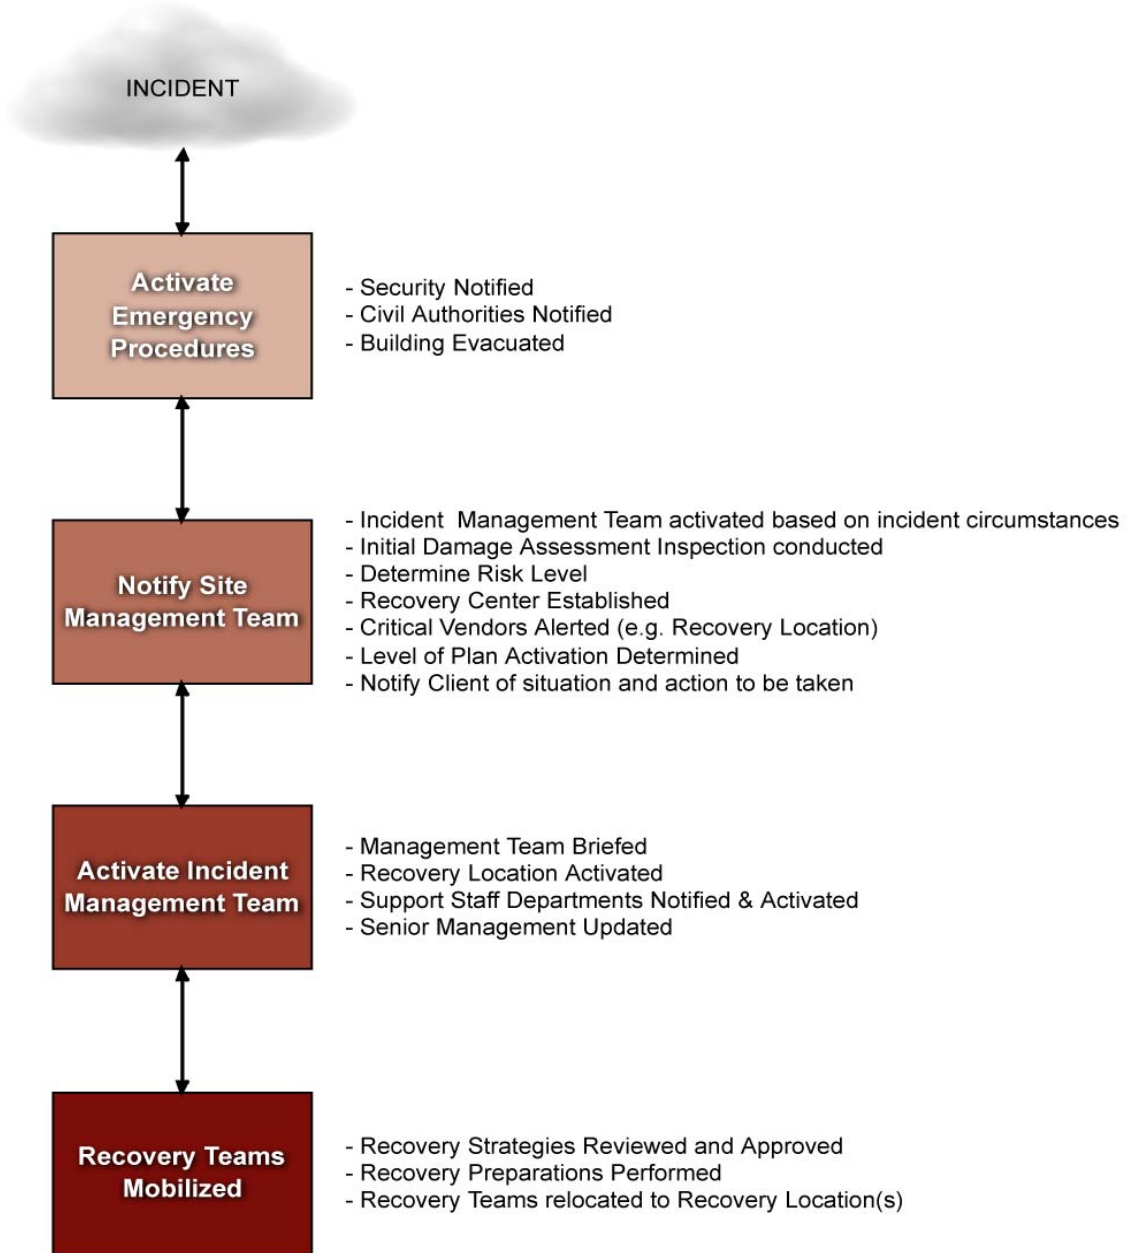 INCIDENT
Activate
Emergency
Procedures
- Security Notified
- Civil Authorities Notified
- Building Evacuated
Notify Site
Management Team
- Incident  Management Team activated based on incident circumstances
- Initial Damage Assessment Inspection conducted
- Determine Risk Level
- Recovery Center Established
- Critical Vendors Alerted (e.g. Recovery Location)
- Level of Plan Activation Determined
- Notify Client of situation and action to be taken
Activate Incident
Management Team
- Management Team Briefed
- Recovery Location Activated
- Support Staff Departments Notified & Activated
- Senior Management Updated
Recovery Teams
Mobilized
- Recovery Strategies Reviewed and Approved
- Recovery Preparations Performed
- Recovery Teams relocated to Recovery Location(s)